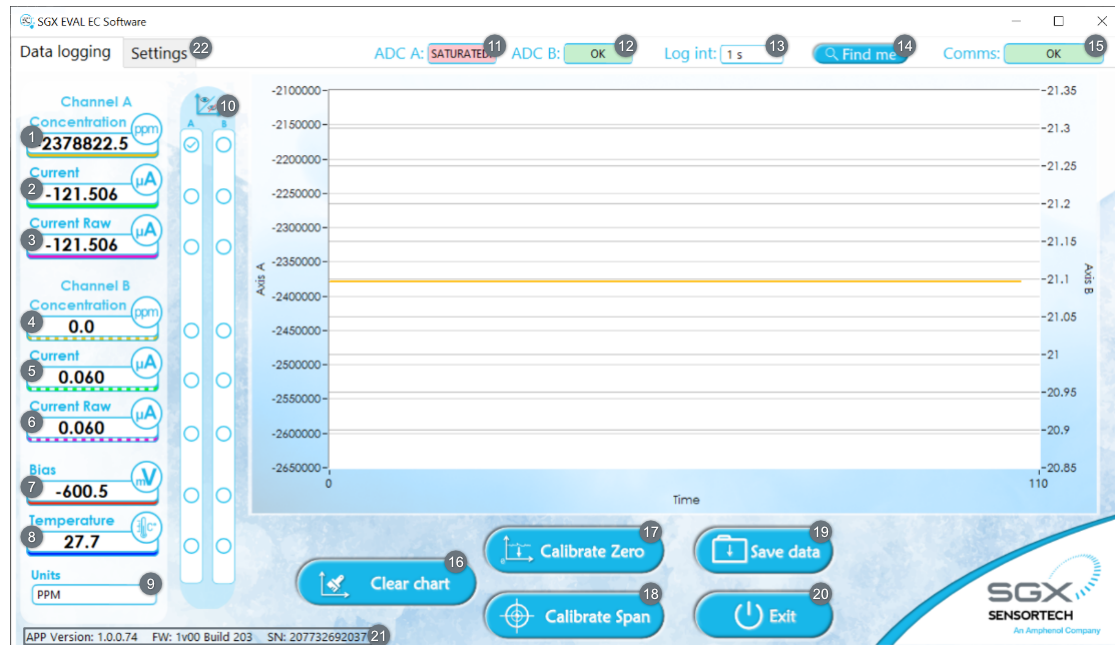 SGX EVAL EC Software
Data logging
Settings 22
ADC A: SATURATED 11
ADC B: OK 12
Log int: 1 s 13
Find me 14
Comms: OK 15
Channel A
Concentration ppm
1 -2378822.5
Current µA
2 -121.506
Current Raw µA
3 -121.506
Channel B
Concentration ppm
4 0.0
Current µA
5 0.060
Current Raw µA
6 0.060
Bias mV
7 -600.5
Temperature C°
8 27.7
Units
PPM 9
10
A B
-2100000
-2150000
-2200000
-2250000
-2300000
-2350000
-2400000
-2450000
-2500000
-2550000
-2600000
-2650000
Axis A
0
Time
110
21.35
21.3
21.25
21.2
21.15
21.1
21.05
21
20.95
20.9
20.85
Axis B
Clear chart 16
Calibrate Zero 17
Calibrate Span 18
Save data 19
Exit 20
SGX
SENSORTECH
An Amphenol Company
APP Version: 1.0.0.74 FW: 1v00 Build 203 SN: 207732692037 21